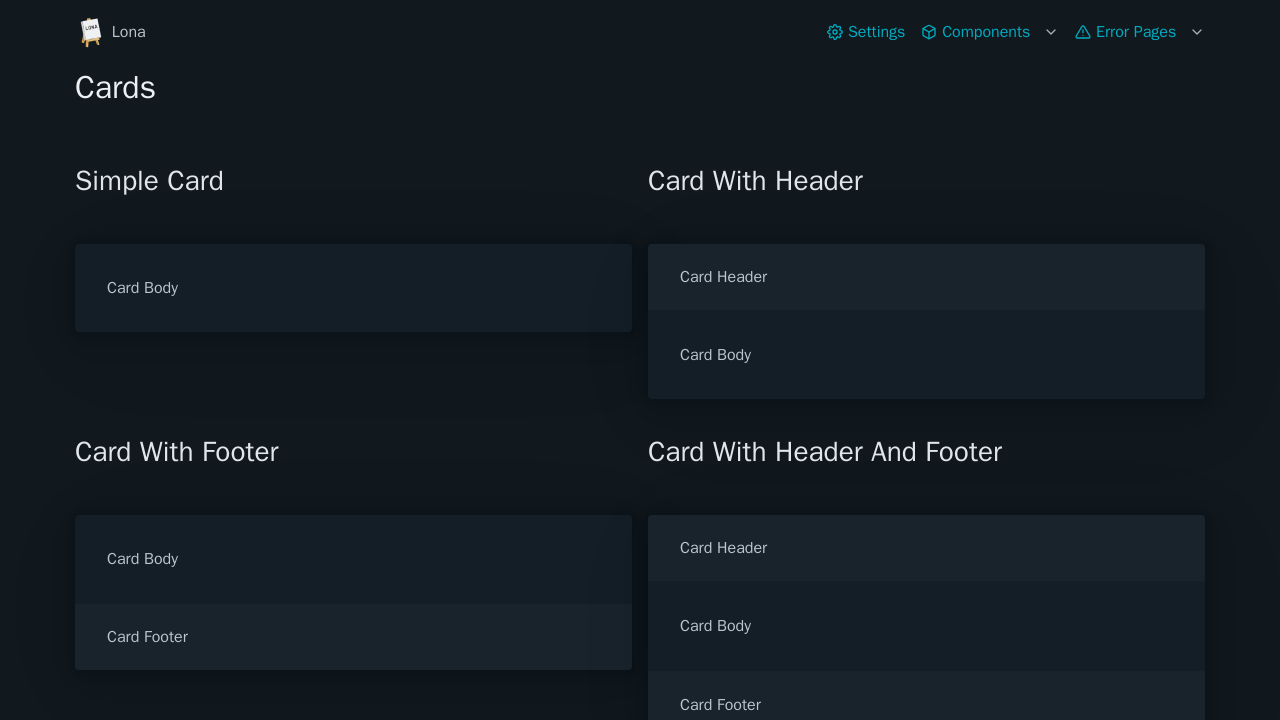 LONA
Lona
Settings
Components
Error Pages
Cards
Simple Card
Card With Header
Card Body
Card Header
Card Body
Card With Footer
Card With Header And Footer
Card Body
Card Footer
Card Header
Card Body
Card Footer